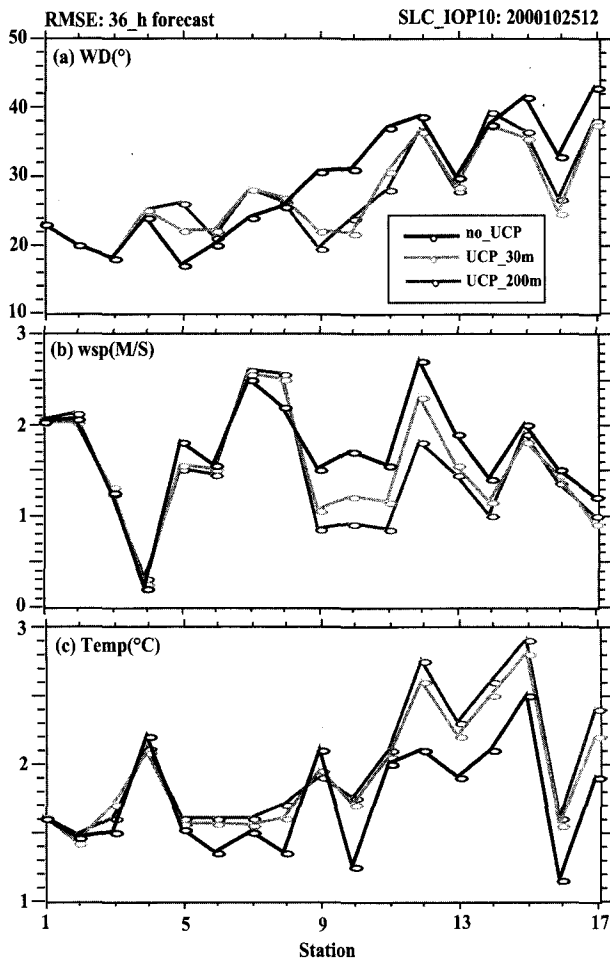 RMSE: 36_h forecast SLC_IOP10: 2000102512
50
(a) WD(°)
40
30
20
10
no_UCP
UCP_30m
UCP_200m
3
(b) wsp(M/S)
2
1
0
3
(c) Temp(°C)
2
1
1 5 9 13 17
Station